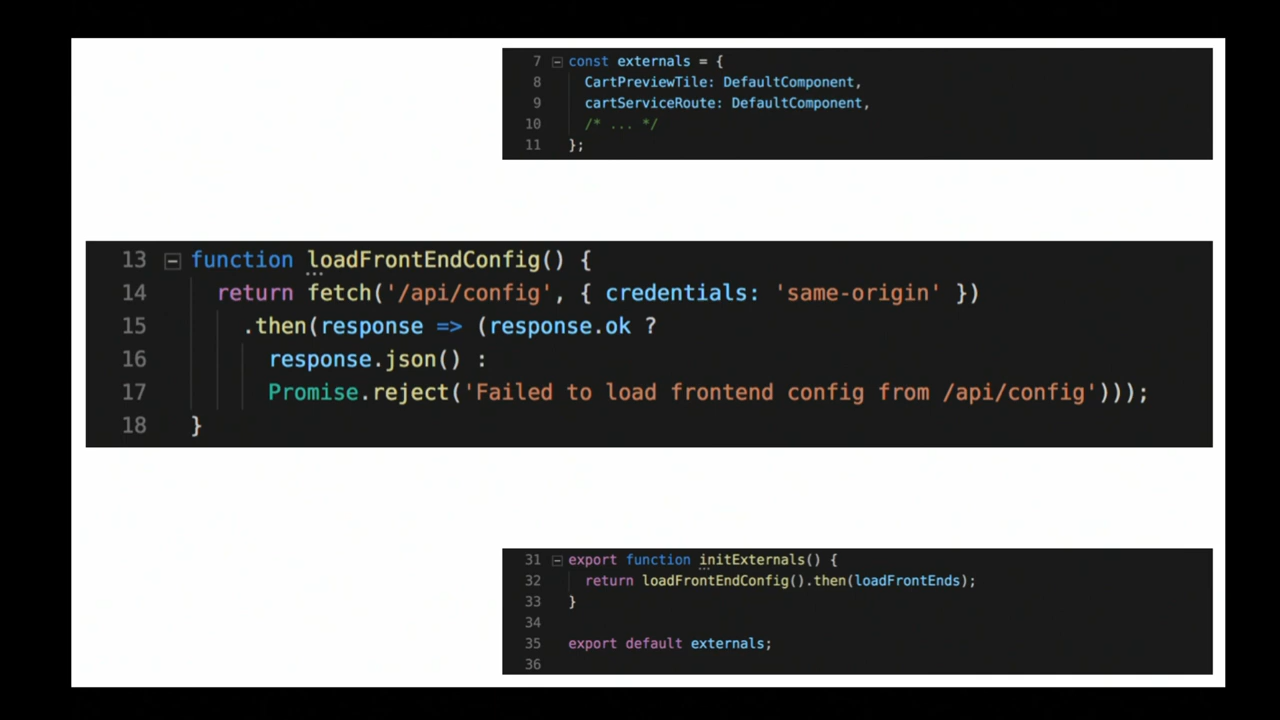 7 const externals = {
8 CartPreviewTile: DefaultComponent,
9 cartServiceRoute: DefaultComponent,
10 /* ... */
11 };
13 function loadFrontEndConfig() {
14 return fetch('/api/config', { credentials: 'same-origin' })
15 .then(response => (response.ok ?
16 response.json() :
17 Promise.reject('Failed to load frontend config from /api/config')));
18 }
31 export function initExternals() {
32 return loadFrontEndConfig().then(loadFrontEnds);
33 }
34
35 export default externals;
36